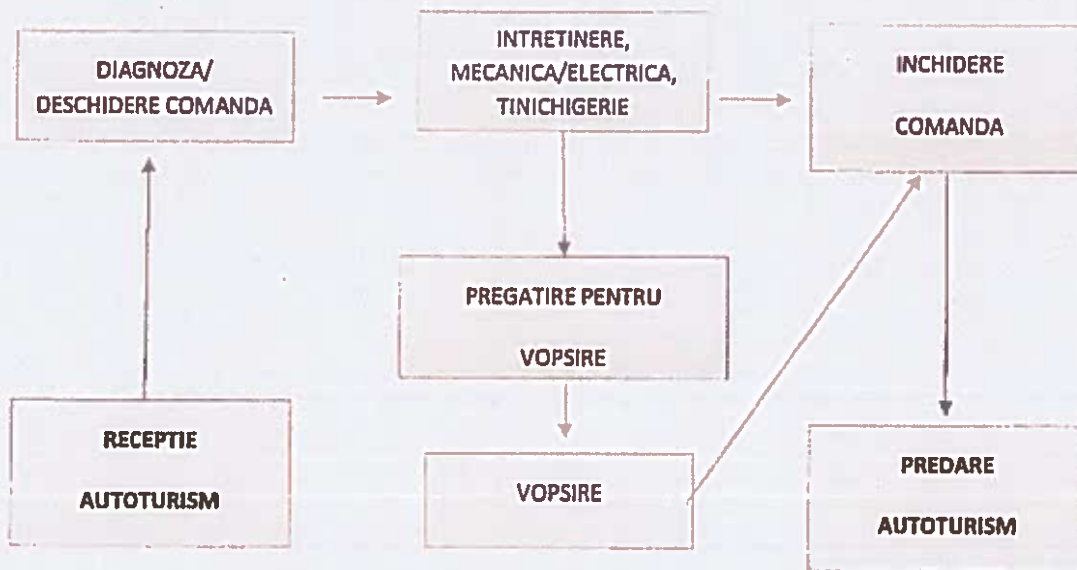 DIAGNOZA/
DESCHIDERE COMANDA
INTRETINERE,
MECANICA/ELECTRICA,
TINICHIGERIE
INCHIDERE
COMANDA
PREGATIRE PENTRU
VOPSIRE
RECEPTIE
AUTOTURISM
VOPSIRE
PREDARE
AUTOTURISM